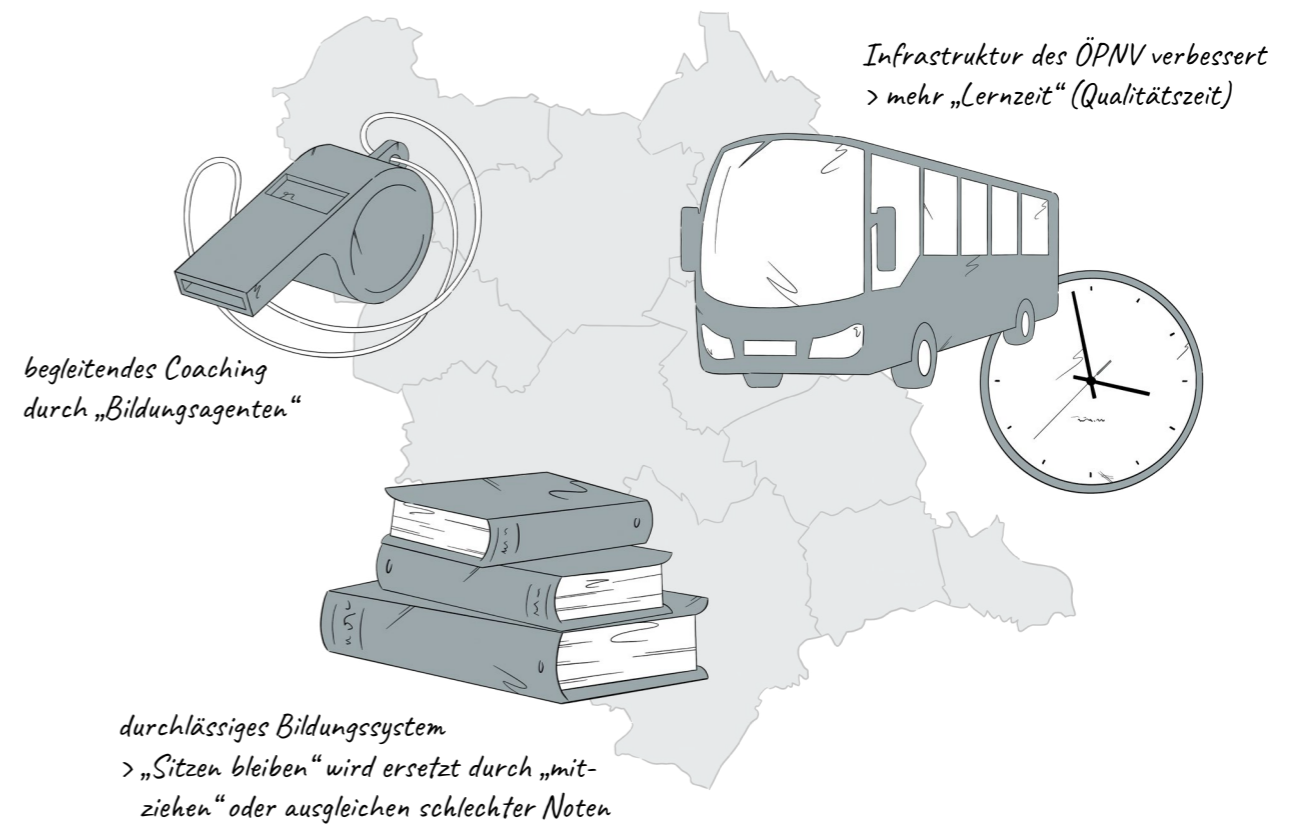 Infrastruktur des ÖPNV verbessert
> mehr „Lernzeit“ (Qualitätszeit)
begleitendes Coaching
durch „Bildungsagenten“
durchlässiges Bildungssystem
> „Sitzen bleiben“ wird ersetzt durch „mit-
ziehen“ oder ausgleichen schlechter Noten